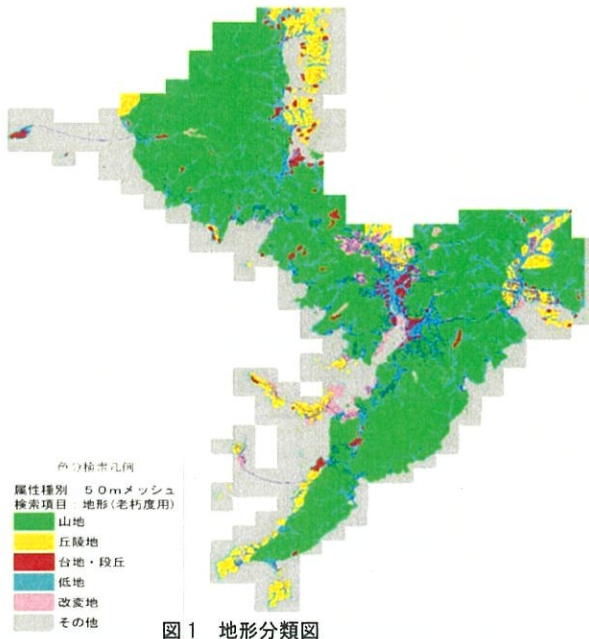 色分検索凡例
属性種別 50mメッシュ
検索項目：地形(老朽度用)
山地
丘陵地
台地・段丘
低地
改変地
その他
図1 地形分類図